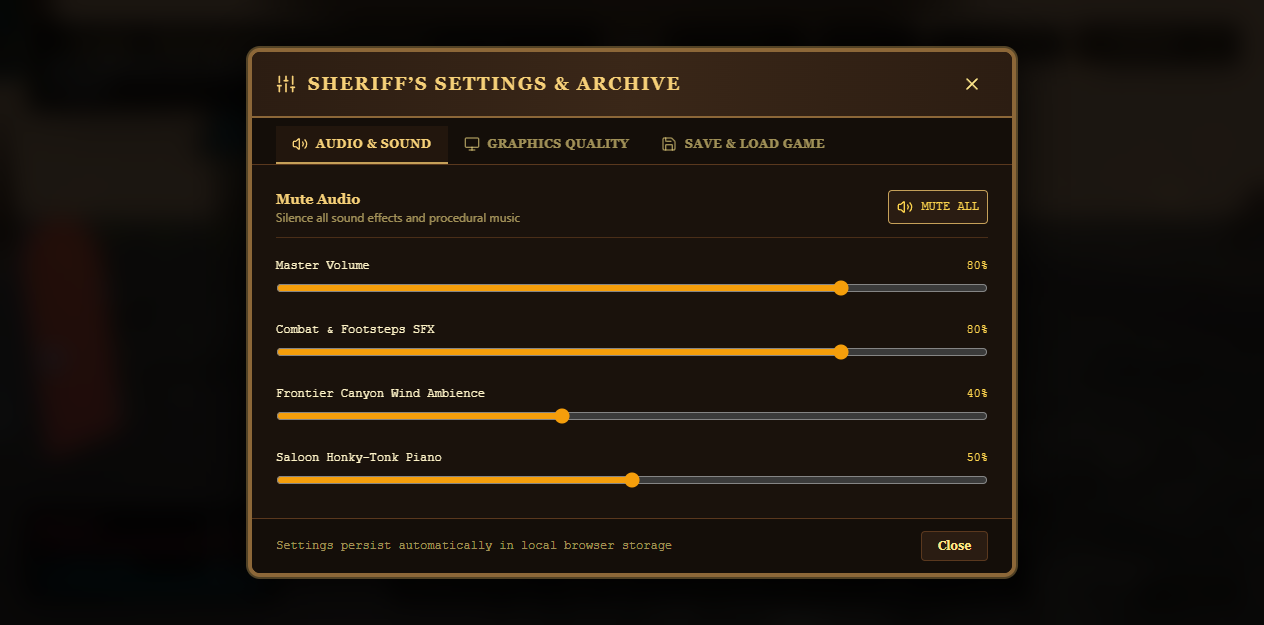 SHERIFF’S SETTINGS & ARCHIVE
AUDIO & SOUND GRAPHICS QUALITY SAVE & LOAD GAME
Mute Audio
Silence all sound effects and procedural music
MUTE ALL
Master Volume 80%
Combat & Footsteps SFX 80%
Frontier Canyon Wind Ambience 40%
Saloon Honky-Tonk Piano 50%
Settings persist automatically in local browser storage
Close